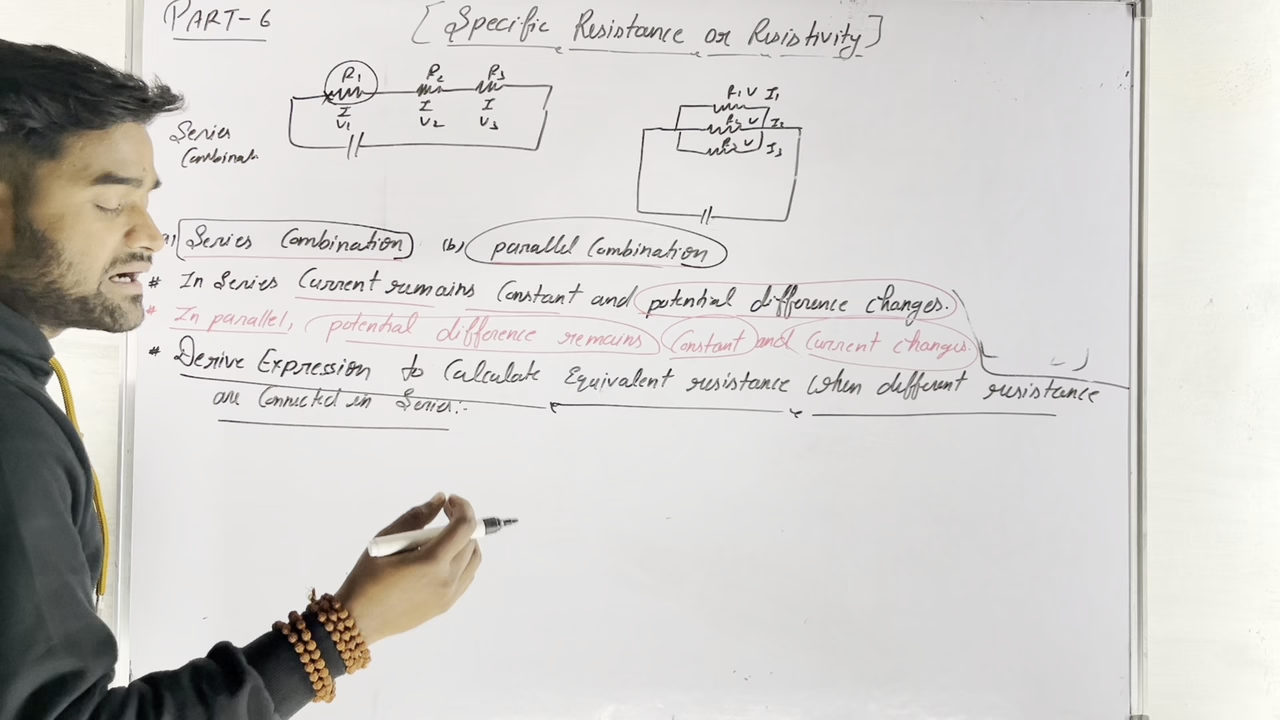 PART-6
[Specific Resistance or Resistivity]
R1 R2 R3
I I I
V1 V2 V3
Series
R1 V I1
R2 V I2
R3 V I3
a) Series Combination (b) parallel Combination
# In Series Current remains Constant and potential difference changes.
* In parallel, potential difference remains Constant and Current changes.
* Derive Expression to Calculate Equivalent resistance When different resistance
are Connected in Series:-